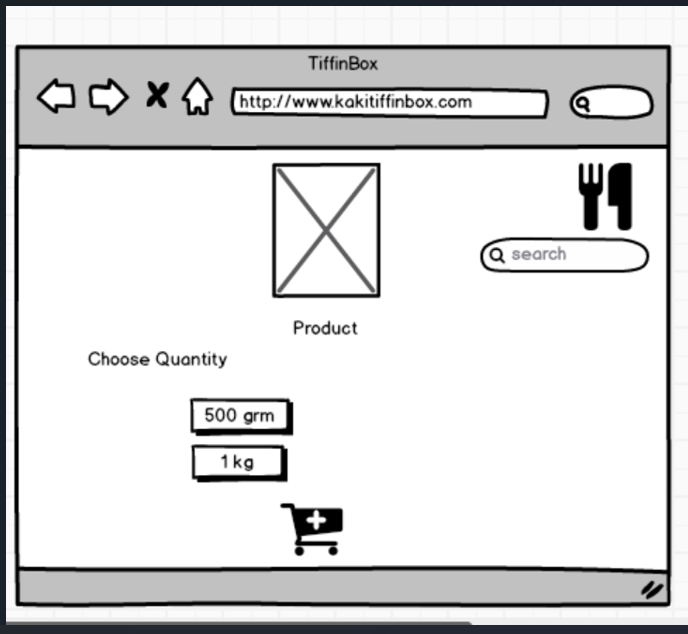 TiffinBox
http://www.kakitiffinbox.com
search
Product
Choose Quantity
500 grm
1 kg